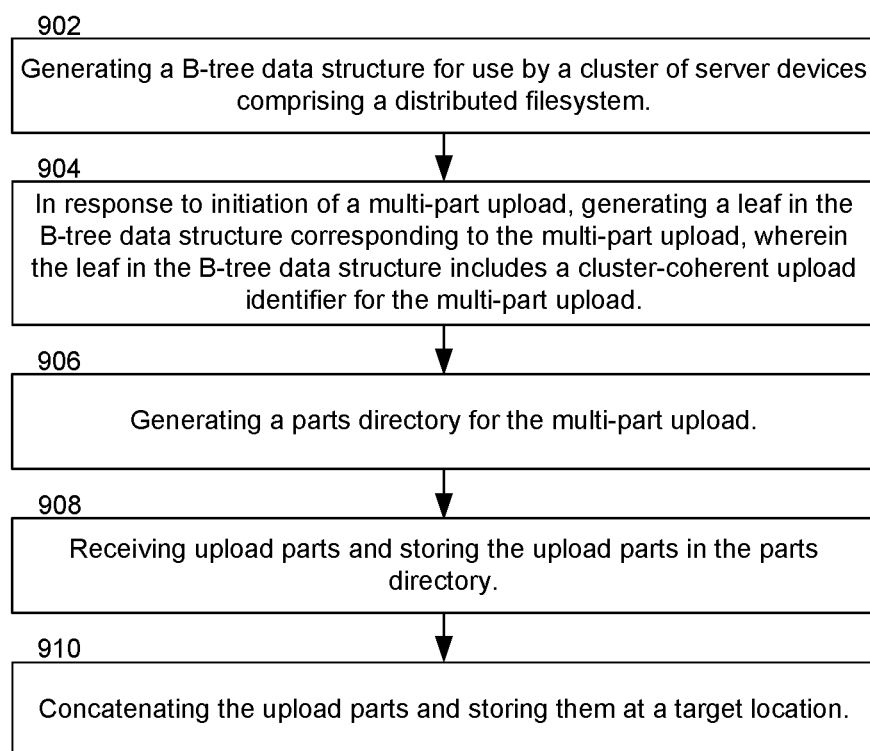 902
Generating a B-tree data structure for use by a cluster of server devices
comprising a distributed filesystem.
904
In response to initiation of a multi-part upload, generating a leaf in the
B-tree data structure corresponding to the multi-part upload, wherein
the leaf in the B-tree data structure includes a cluster-coherent upload
identifier for the multi-part upload.
906
Generating a parts directory for the multi-part upload.
908
Receiving upload parts and storing the upload parts in the parts
directory.
910
Concatenating the upload parts and storing them at a target location.